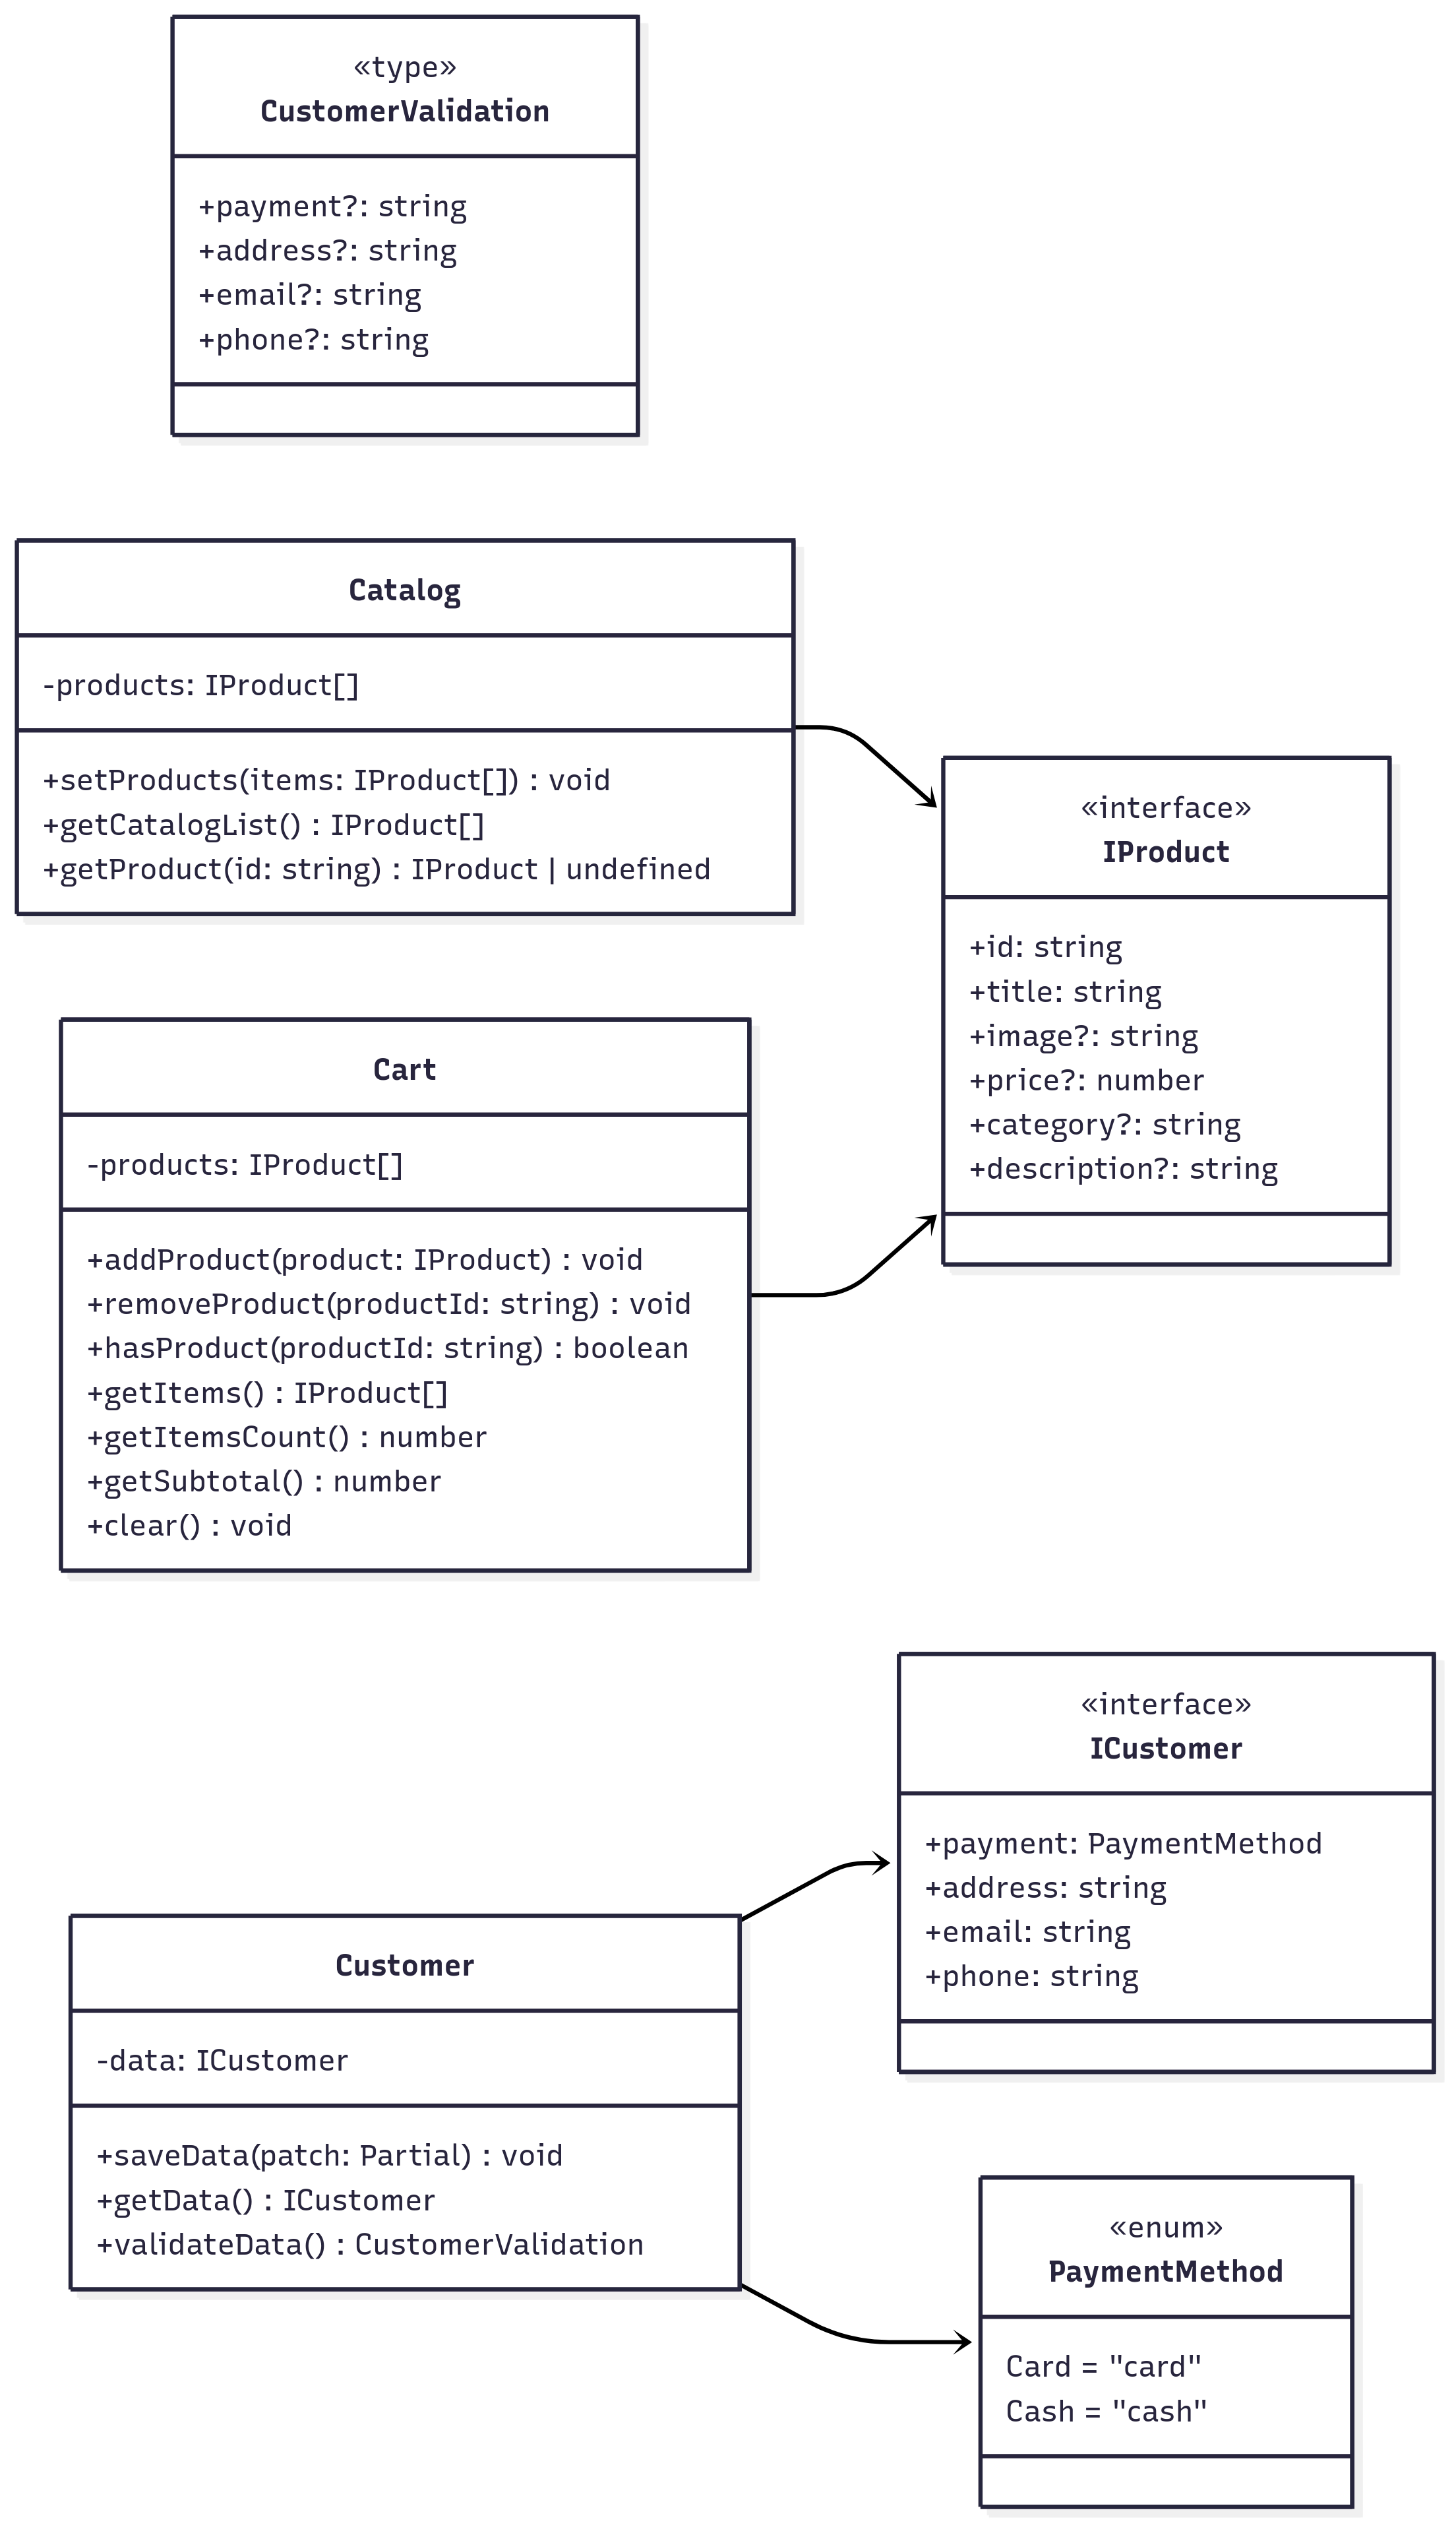 «type»
CustomerValidation
+payment?: string
+address?: string
+email?: string
+phone?: string
Catalog
-products: IProduct[]
+setProducts(items: IProduct[]) : void
+getCatalogList() : IProduct[]
+getProduct(id: string) : IProduct | undefined
«interface»
IProduct
+id: string
+title: string
+image?: string
+price?: number
+category?: string
+description?: string
Cart
-products: IProduct[]
+addProduct(product: IProduct) : void
+removeProduct(productId: string) : void
+hasProduct(productId: string) : boolean
+getItems() : IProduct[]
+getItemsCount() : number
+getSubtotal() : number
+clear() : void
«interface»
ICustomer
+payment: PaymentMethod
+address: string
+email: string
+phone: string
Customer
-data: ICustomer
+saveData(patch: Partial) : void
+getData() : ICustomer
+validateData() : CustomerValidation
«enum»
PaymentMethod
Card = "card"
Cash = "cash"